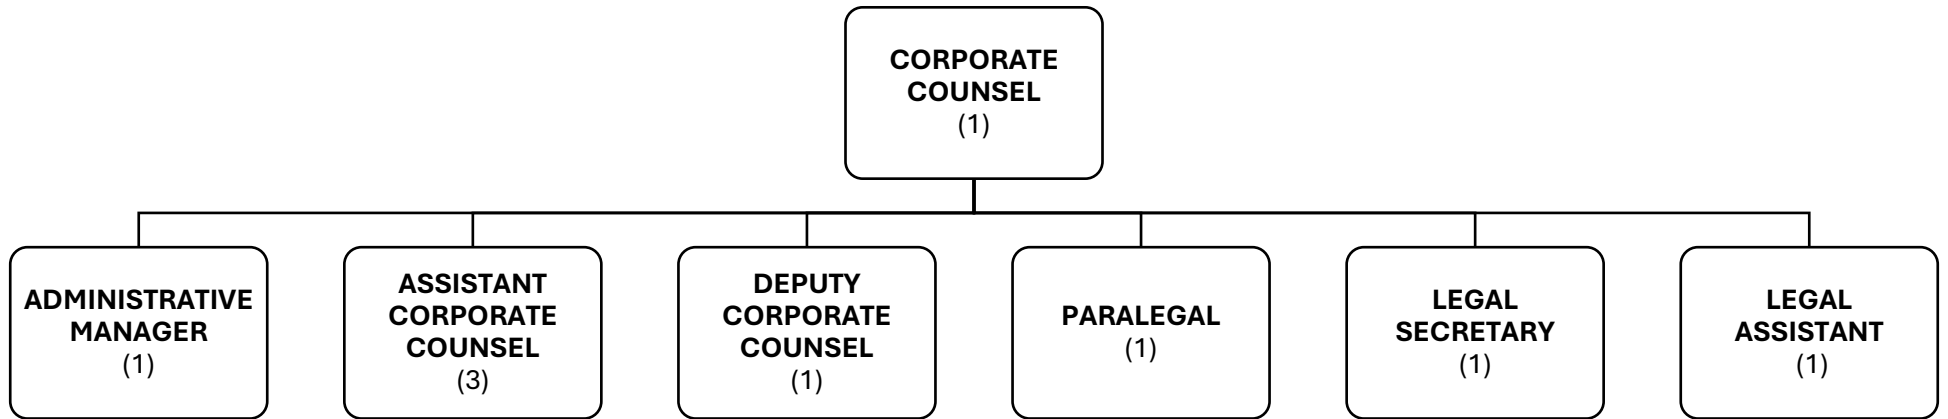 CORPORATE
COUNSEL
(1)
ADMINISTRATIVE
MANAGER
(1)
ASSISTANT
CORPORATE
COUNSEL
(3)
DEPUTY
CORPORATE
COUNSEL
(1)
PARALEGAL
(1)
LEGAL
SECRETARY
(1)
LEGAL
ASSISTANT
(1)